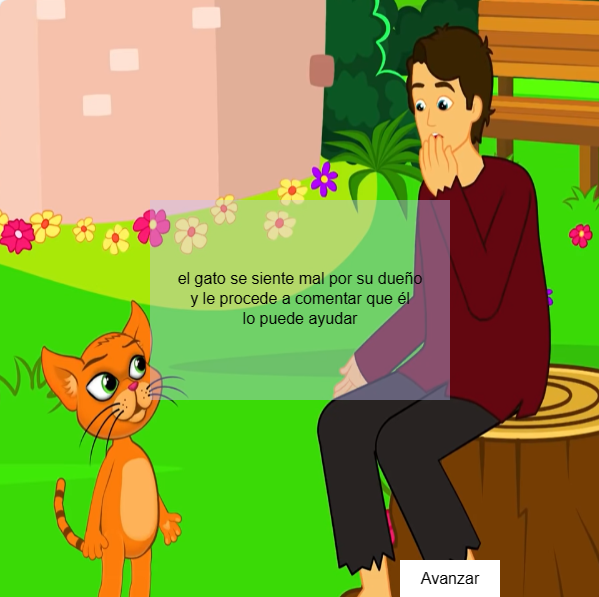 el gato se siente mal por su dueño
y le procede a comentar que él
lo puede ayudar
Avanzar